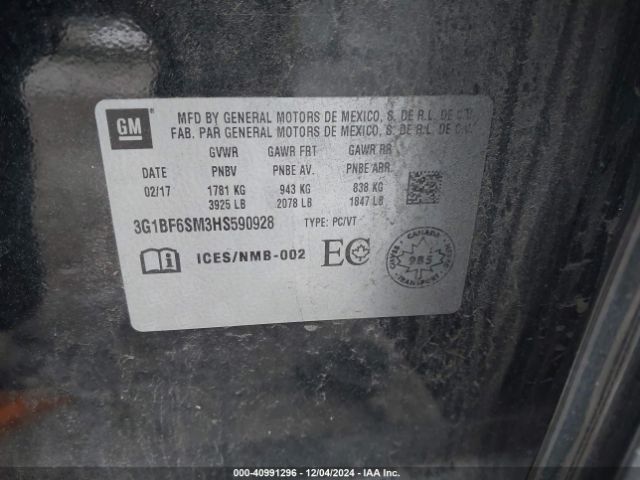 GM
MFD BY GENERAL MOTORS DE MEXICO, S. DE R.L. DE C.V.
FAB. PAR GENERAL MOTORS DE MEXICO, S. DE R.L. DE C.V.
GVWR GAWR FRT GAWR RR
DATE PNBV PNBE AV. PNBE ARR.
02/17 1781 KG 943 KG 838 KG
3925 LB 2078 LB 1847 LB
3G1BF6SM3HS590928 TYPE: PC/VT
ICES/NMB-002 EC
CANADA
985
TRANSPORT
000-40991296 - 12/04/2024 - IAA Inc.